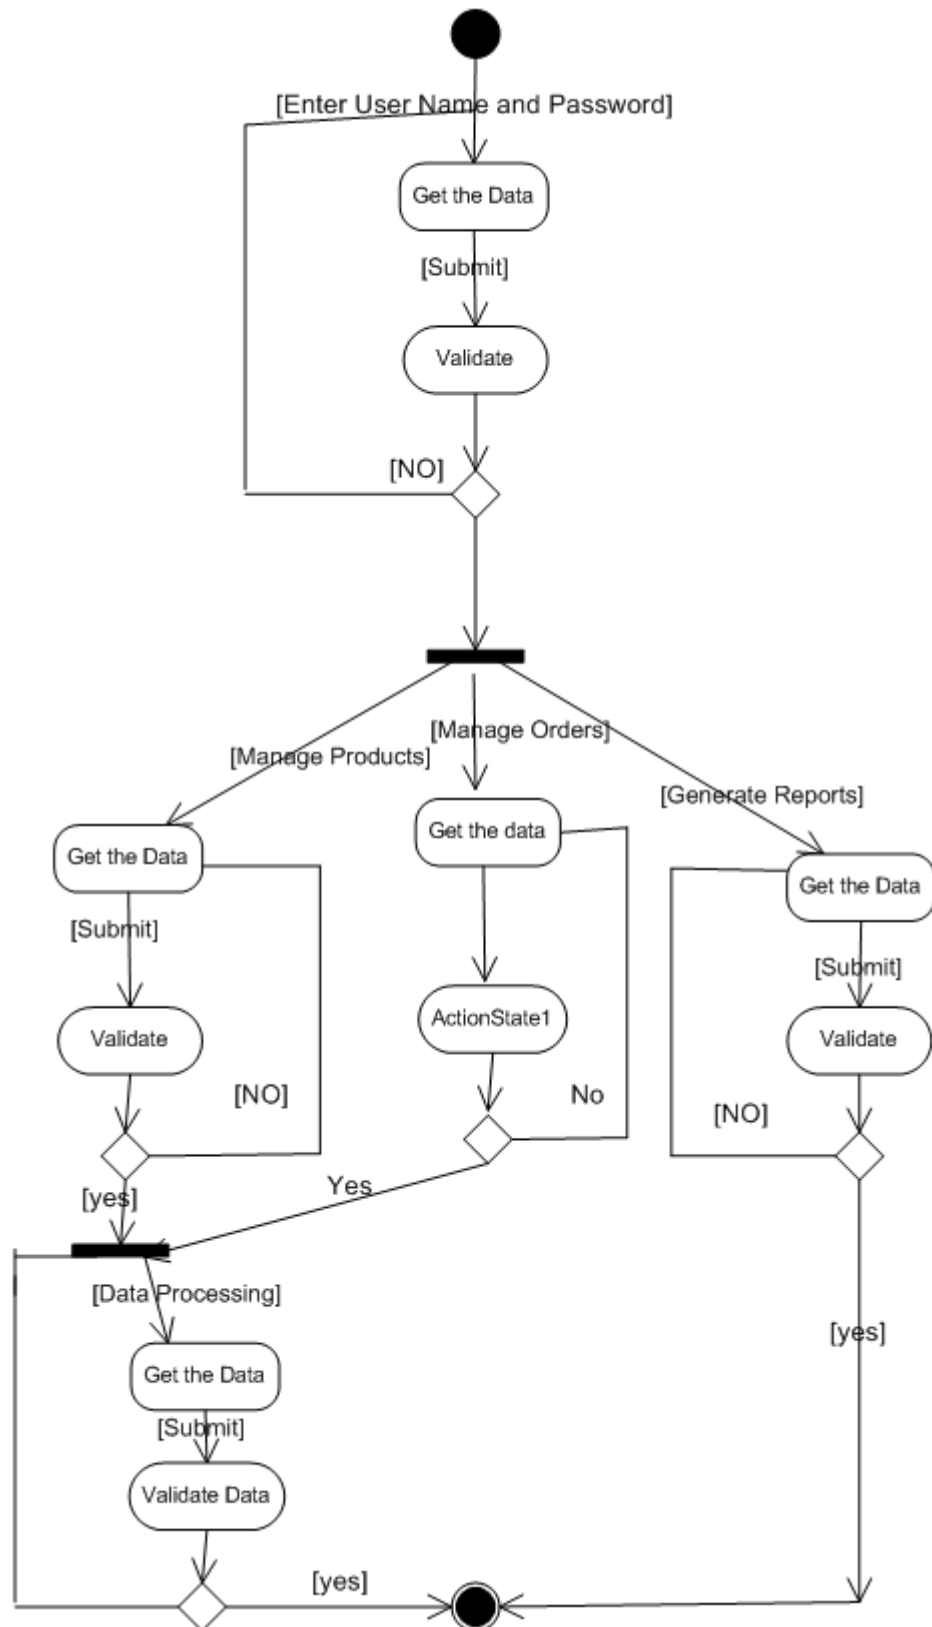 [Enter User Name and Password]
Get the Data
[Submit]
Validate
[NO]
[Manage Products]
[Manage Orders]
[Generate Reports]
Get the Data
Get the data
Get the Data
[Submit]
[Submit]
Validate
ActionState1
Validate
[NO]
No
[NO]
[yes]
Yes
[Data Processing]
[yes]
Get the Data
[Submit]
Validate Data
[yes]